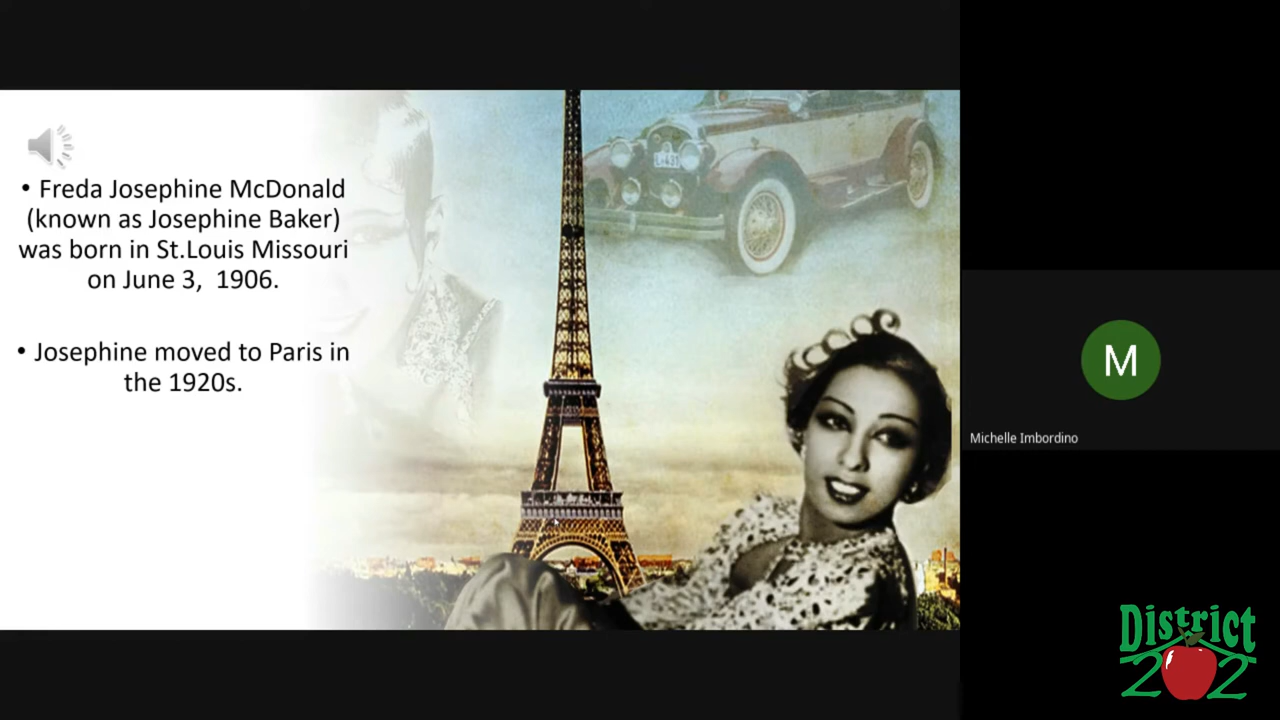 • Freda Josephine McDonald
(known as Josephine Baker)
was born in St.Louis Missouri
on June 3,  1906.
• Josephine moved to Paris in
the 1920s.
M
Michelle Imbordino
District
202